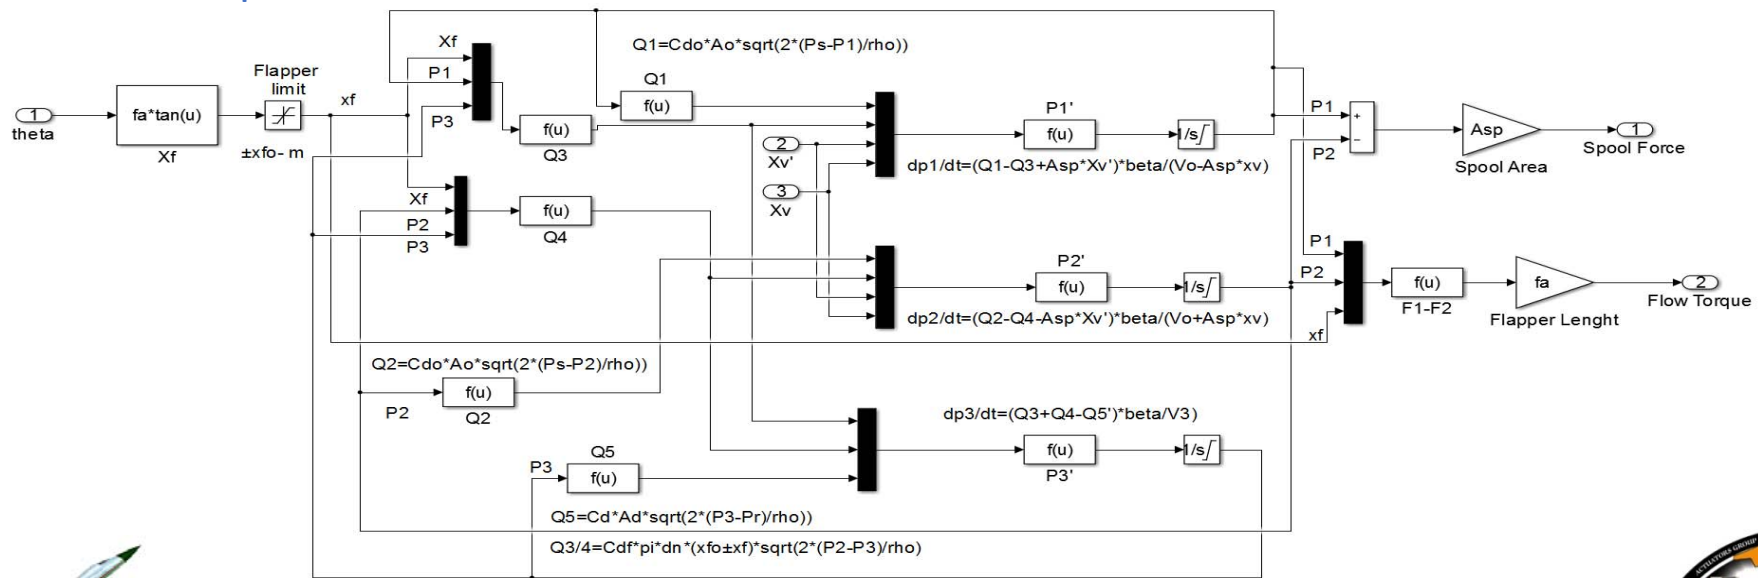 Q1=Cdo*Ao*sqrt(2*(Ps-P1)/rho))
Xf
P1
P3
Flapper
limit
±xfo- m
1
theta
fa*tan(u)
Xf
xf
f(u)
Q3
Q1
f(u)
2
Xv'
3
Xv
P1'
f(u)
1/s
dp1/dt=(Q1-Q3+Asp*Xv')*beta/(Vo-Asp*xv)
P1
P2
+
−
Asp
Spool Area
1
Spool Force
Xf
P2
P3
f(u)
Q4
P2'
f(u)
1/s
dp2/dt=(Q2-Q4-Asp*Xv')*beta/(Vo+Asp*xv)
P1
P2
xf
f(u)
F1-F2
fa
Flapper Lenght
2
Flow Torque
Q2=Cdo*Ao*sqrt(2*(Ps-P2)/rho))
P2
f(u)
Q2
dp3/dt=(Q3+Q4-Q5')*beta/V3)
f(u)
P3'
1/s
P3
Q5
f(u)
Q5=Cd*Ad*sqrt(2*(P3-Pr)/rho))
Q3/4=Cdf*pi*dn*(xfo±xf)*sqrt(2*(P2-P3)/rho)
ACTUATORS GROUP